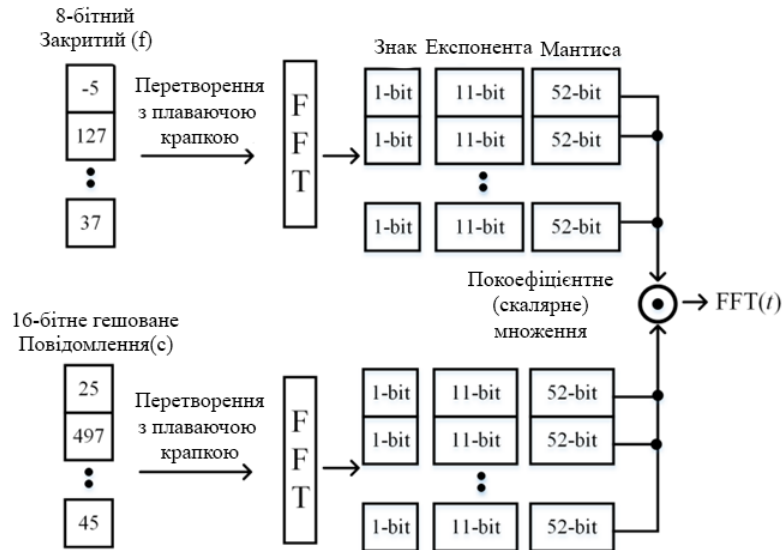 8-бітний
Закритий (f)
-5
127
37
Перетворення
з плаваючою
крапкою
F
F
T
Знак Експонента Мантиса
1-bit 11-bit 52-bit
1-bit 11-bit 52-bit
1-bit 11-bit 52-bit
Покоефіцієнтне
(скалярне)
множення
FFT(t)
16-бітне гешоване
Повідомлення(с)
25
497
45
Перетворення
з плаваючою
крапкою
F
F
T
1-bit 11-bit 52-bit
1-bit 11-bit 52-bit
1-bit 11-bit 52-bit